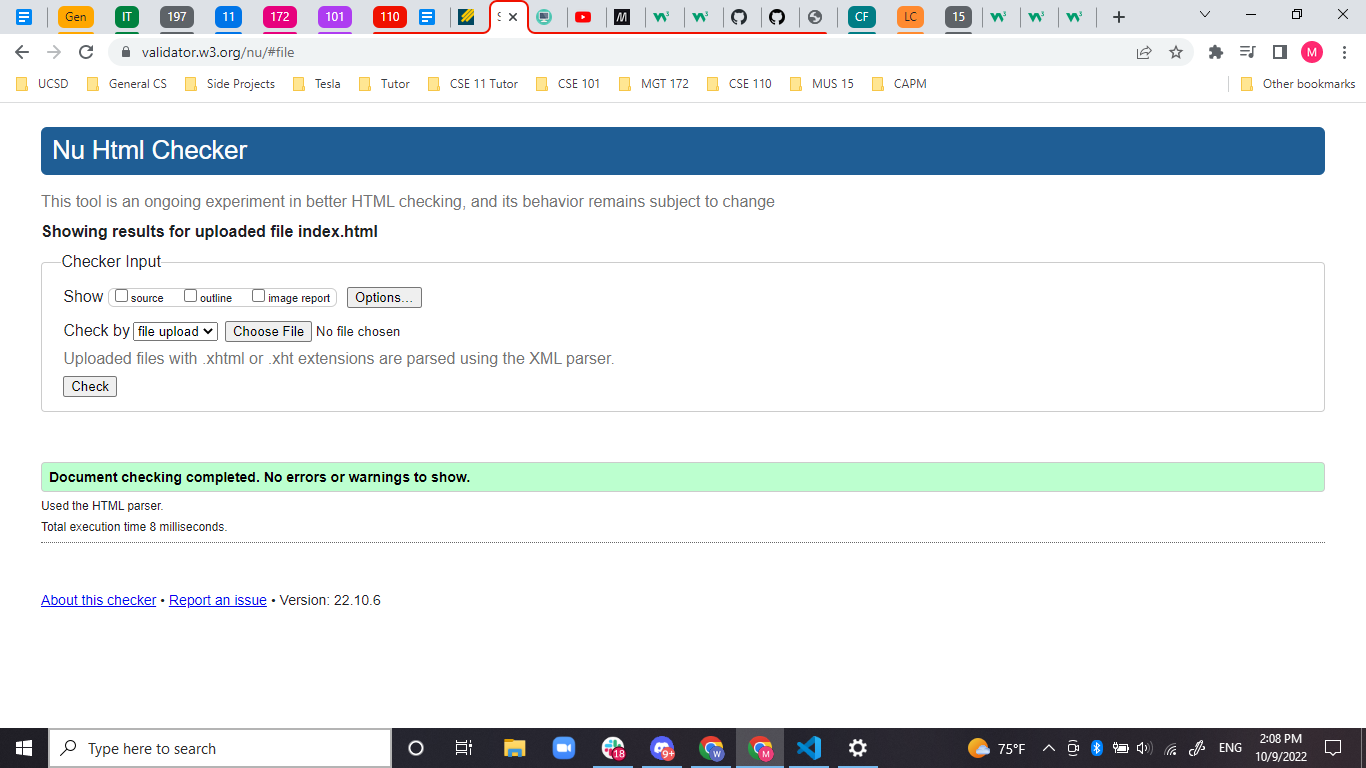 Gen IT 197 11 172 101 110 S CF LC 15
validator.w3.org/nu/#file M
UCSD General CS Side Projects Tesla Tutor CSE 11 Tutor CSE 101 MGT 172 CSE 110 MUS 15 CAPM Other bookmarks
Nu Html Checker
This tool is an ongoing experiment in better HTML checking, and its behavior remains subject to change
Showing results for uploaded file index.html
Checker Input
Show source outline image report Options...
Check by file upload Choose File No file chosen
Uploaded files with .xhtml or .xht extensions are parsed using the XML parser.
Check
Document checking completed. No errors or warnings to show.
Used the HTML parser.
Total execution time 8 milliseconds.
About this checker • Report an issue • Version: 22.10.6
Type here to search 18 9+ W M 75°F ENG 2:08 PM
10/9/2022